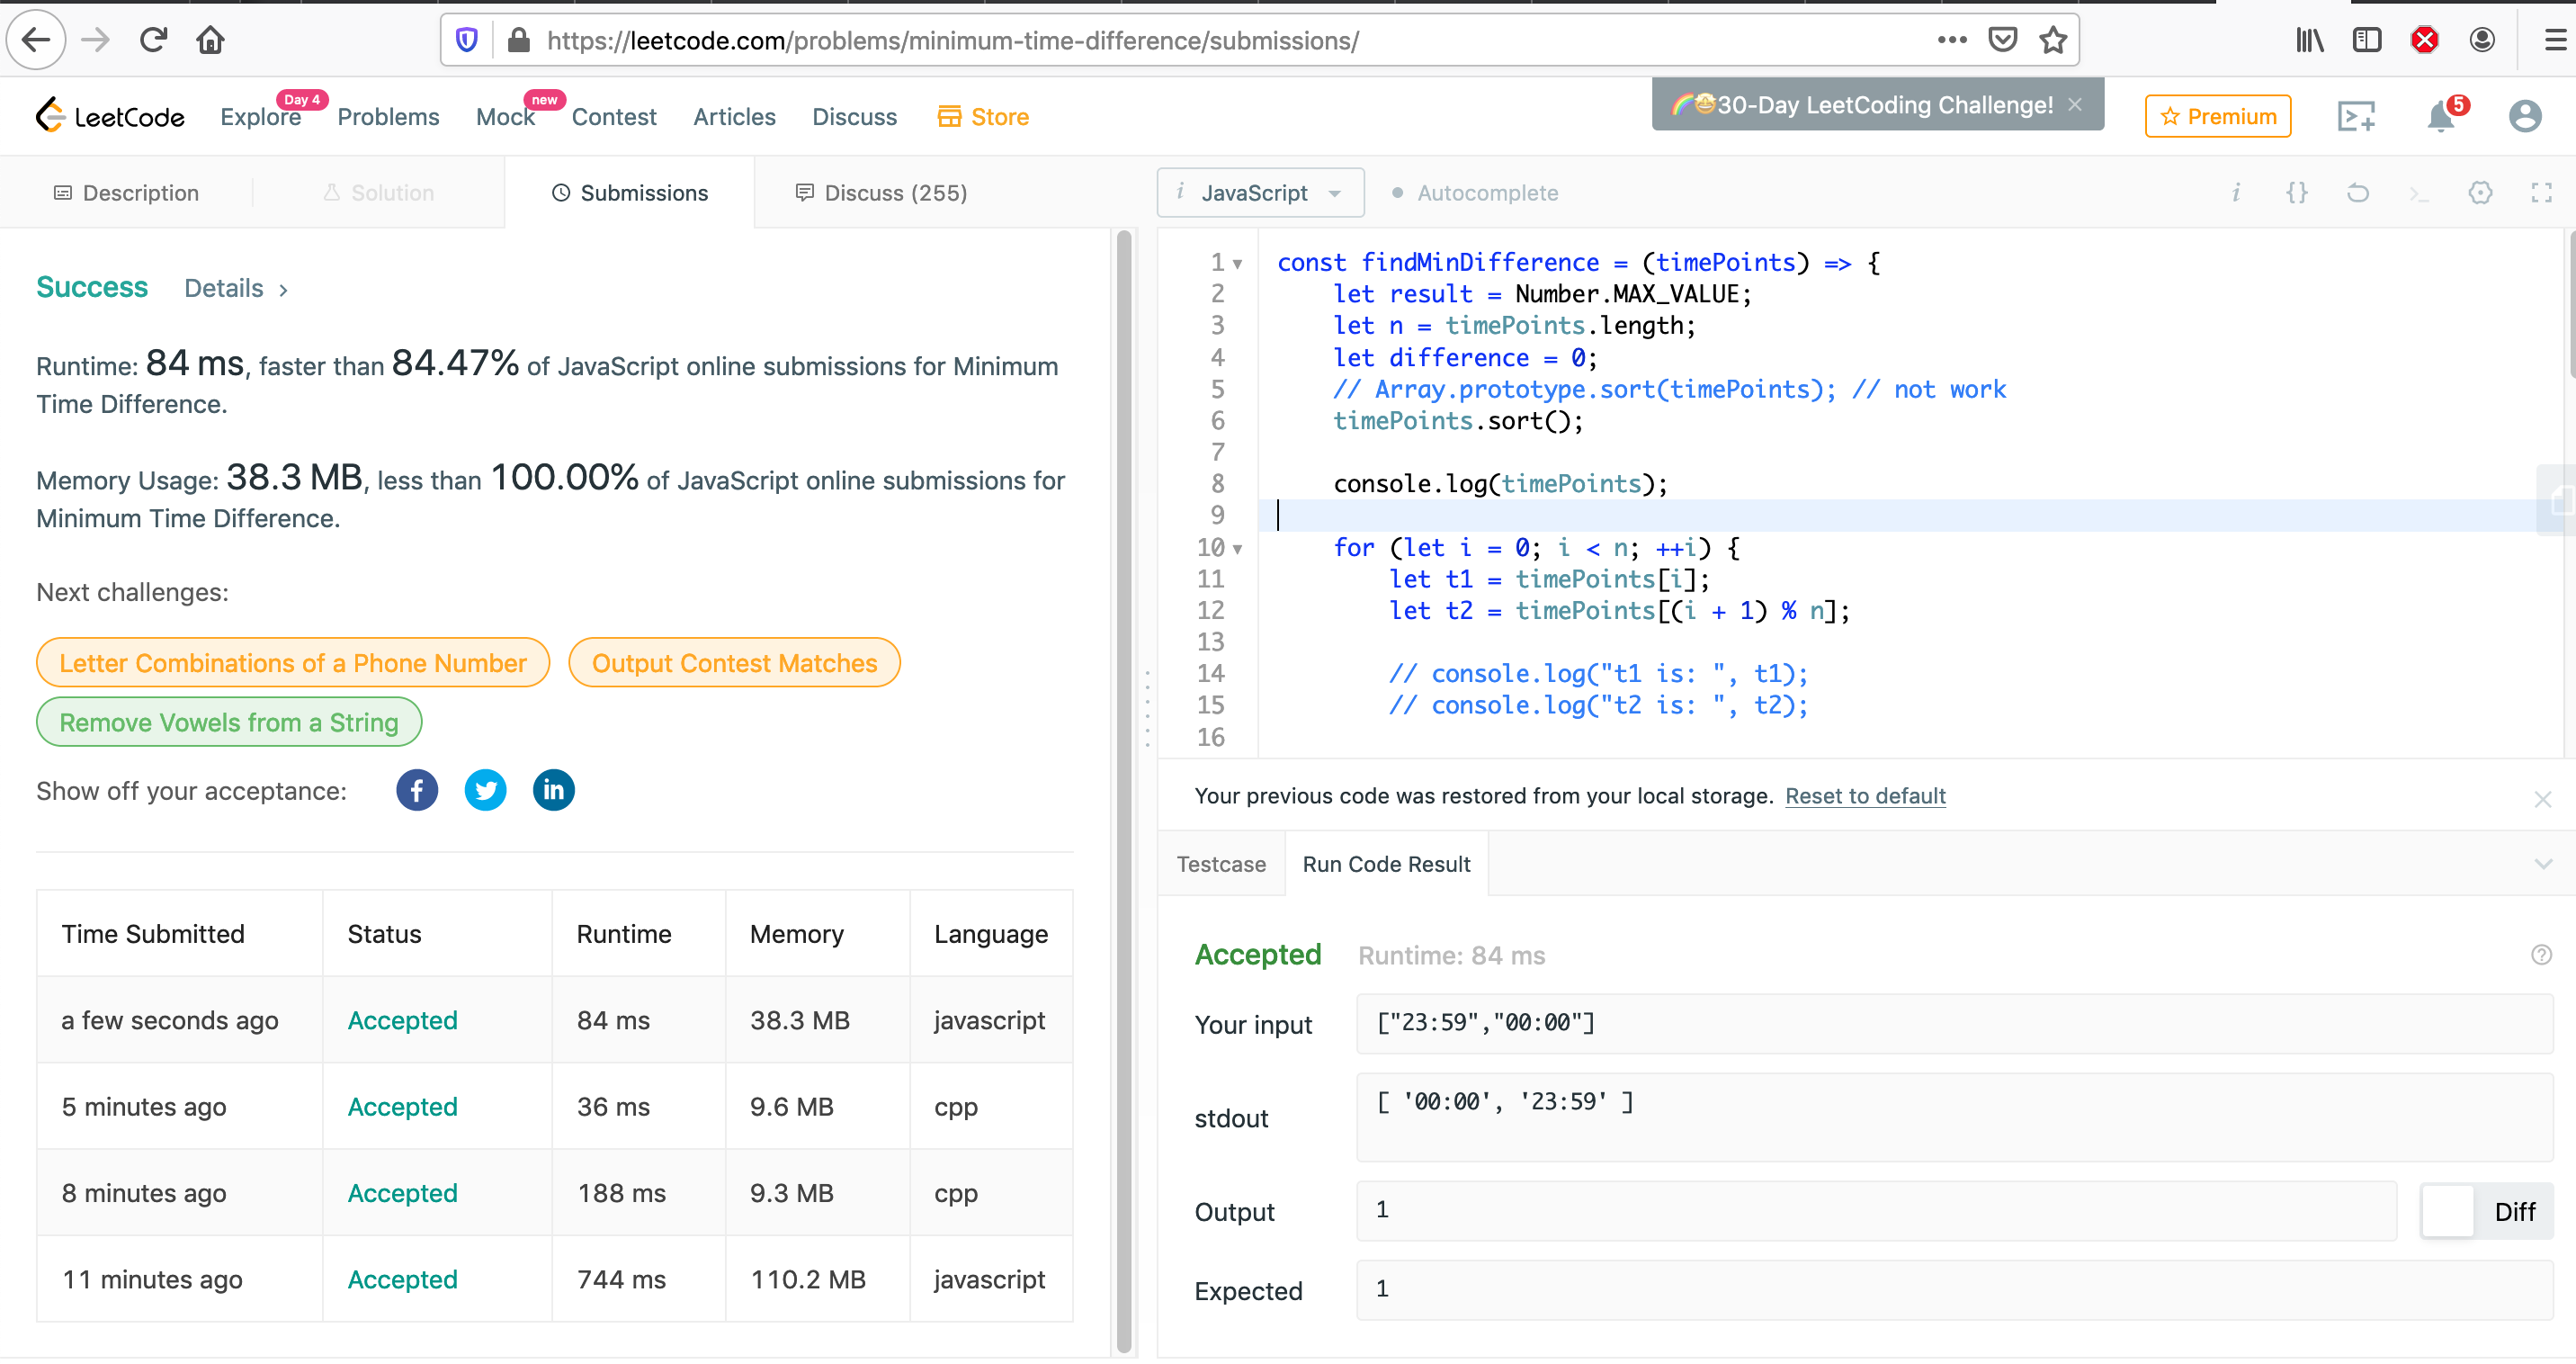 https://leetcode.com/problems/minimum-time-difference/submissions/
LeetCode
Explore
Day 4
Problems
Mock
new
Contest
Articles
Discuss
Store
🌈🤩30-Day LeetCoding Challenge! ×
Premium
5
Description
Solution
Submissions
Discuss (255)
i JavaScript
Autocomplete
Success Details >
Runtime: 84 ms, faster than 84.47% of JavaScript online submissions for Minimum
Time Difference.
Memory Usage: 38.3 MB, less than 100.00% of JavaScript online submissions for
Minimum Time Difference.
Next challenges:
Letter Combinations of a Phone Number
Output Contest Matches
Remove Vowels from a String
Show off your acceptance:
Time Submitted Status Runtime Memory Language
a few seconds ago Accepted 84 ms 38.3 MB javascript
5 minutes ago Accepted 36 ms 9.6 MB cpp
8 minutes ago Accepted 188 ms 9.3 MB cpp
11 minutes ago Accepted 744 ms 110.2 MB javascript
1 const findMinDifference = (timePoints) => {
2 let result = Number.MAX_VALUE;
3 let n = timePoints.length;
4 let difference = 0;
5 // Array.prototype.sort(timePoints); // not work
6 timePoints.sort();
7
8 console.log(timePoints);
9
10 for (let i = 0; i < n; ++i) {
11 let t1 = timePoints[i];
12 let t2 = timePoints[(i + 1) % n];
13
14 // console.log("t1 is: ", t1);
15 // console.log("t2 is: ", t2);
16
Your previous code was restored from your local storage. Reset to default
Testcase
Run Code Result
Accepted Runtime: 84 ms
Your input ["23:59","00:00"]
stdout [ '00:00', '23:59' ]
Output 1
Diff
Expected 1